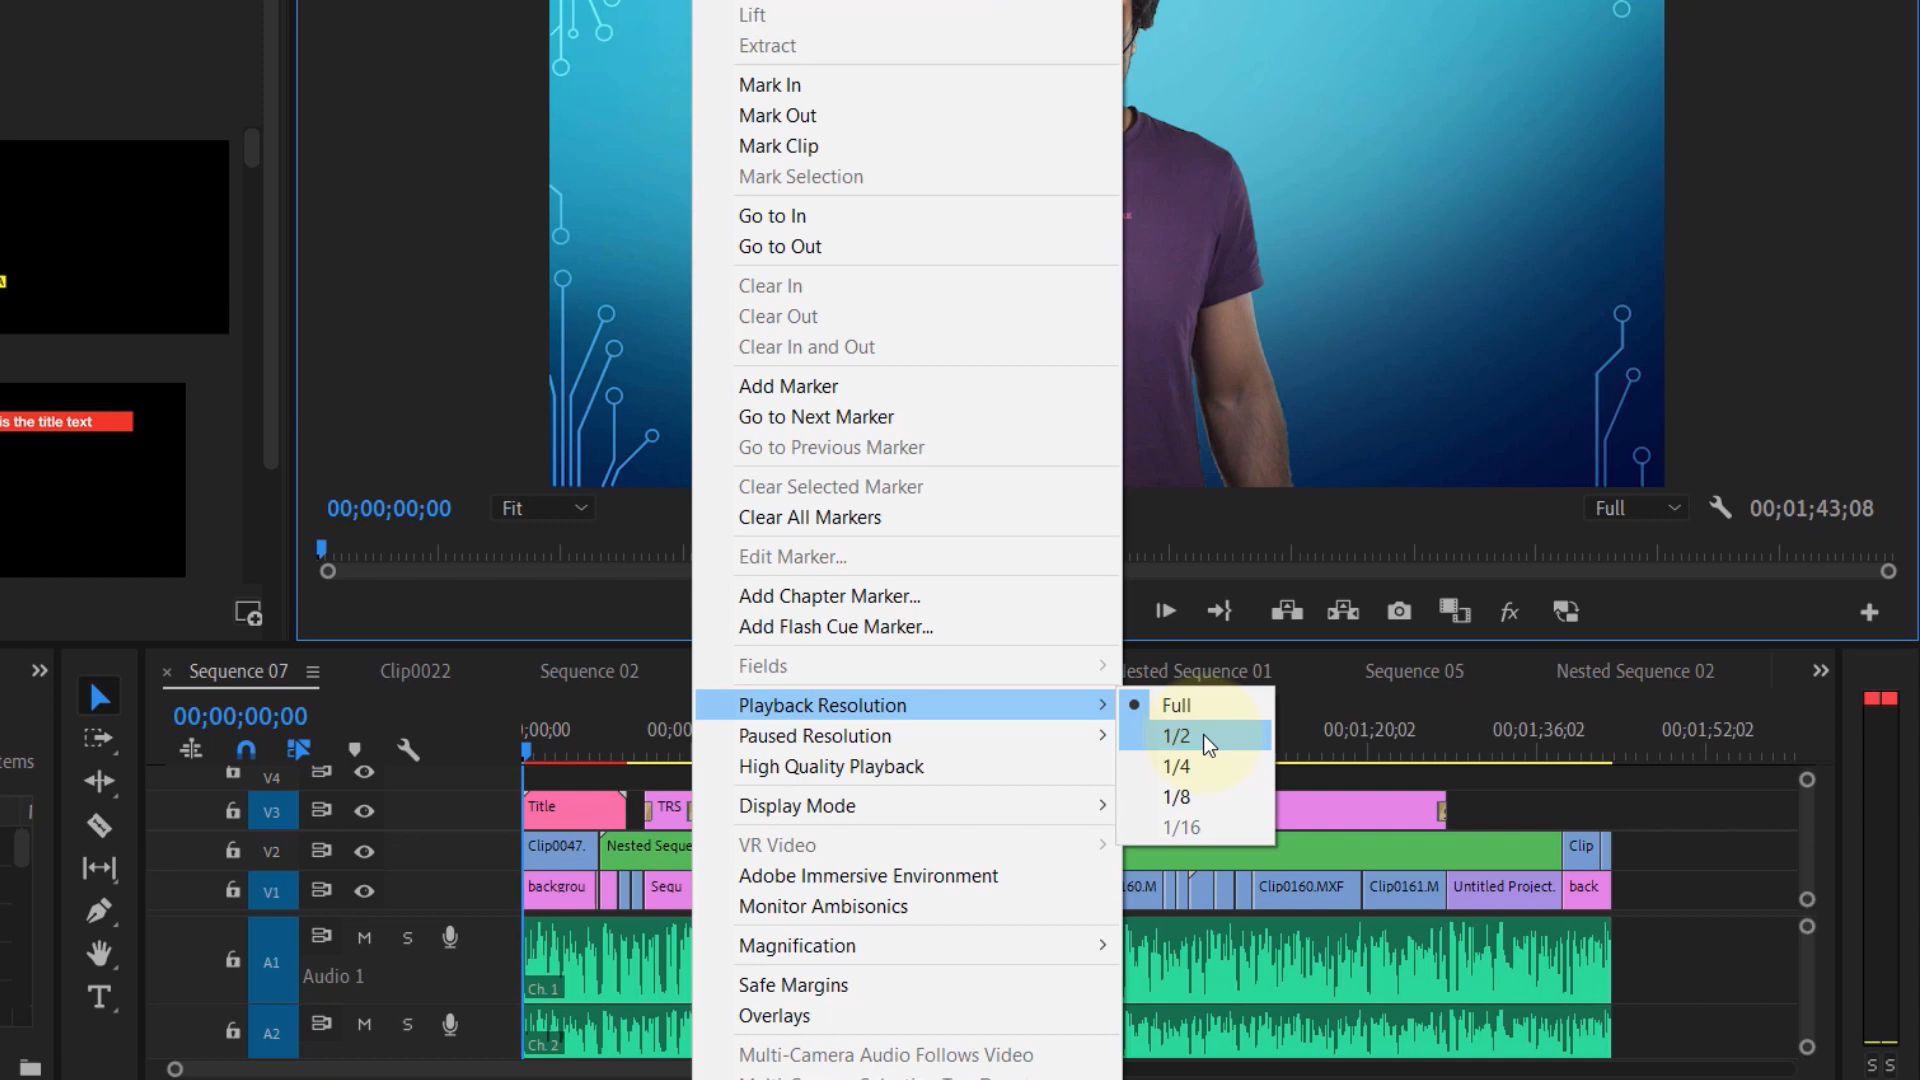 Lift
Extract
Mark In
Mark Out
Mark Clip
Mark Selection
Go to In
Go to Out
Clear In
Clear Out
Clear In and Out
Add Marker
Go to Next Marker
Go to Previous Marker
Clear Selected Marker
Clear All Markers
Edit Marker...
Add Chapter Marker...
Add Flash Cue Marker...
Fields
Playback Resolution
Paused Resolution
High Quality Playback
Display Mode
VR Video
Adobe Immersive Environment
Monitor Ambisonics
Magnification
Safe Margins
Overlays
Multi-Camera Audio Follows Video
Full
1/2
1/4
1/8
1/16
is the title text
00;00;00;00
Fit
Full
00;01;43;08
fx
× Sequence 07
Clip0022
Sequence 02
ested Sequence 01
Sequence 05
Nested Sequence 02
00;00;00;00
;00;00
00;00
00;01;20;02
00;01;36;02
00;01;52;02
tems
V4
V3
Title
TRS
V2
Clip0047.
Nested Seque
Clip
V1
backgrou
Sequ
160.M
Clip0160.MXF
Clip0161.M
Untitled Project.
back
A1
M
S
Audio 1
Ch. 1
A2
M
S
Ch. 2
S S